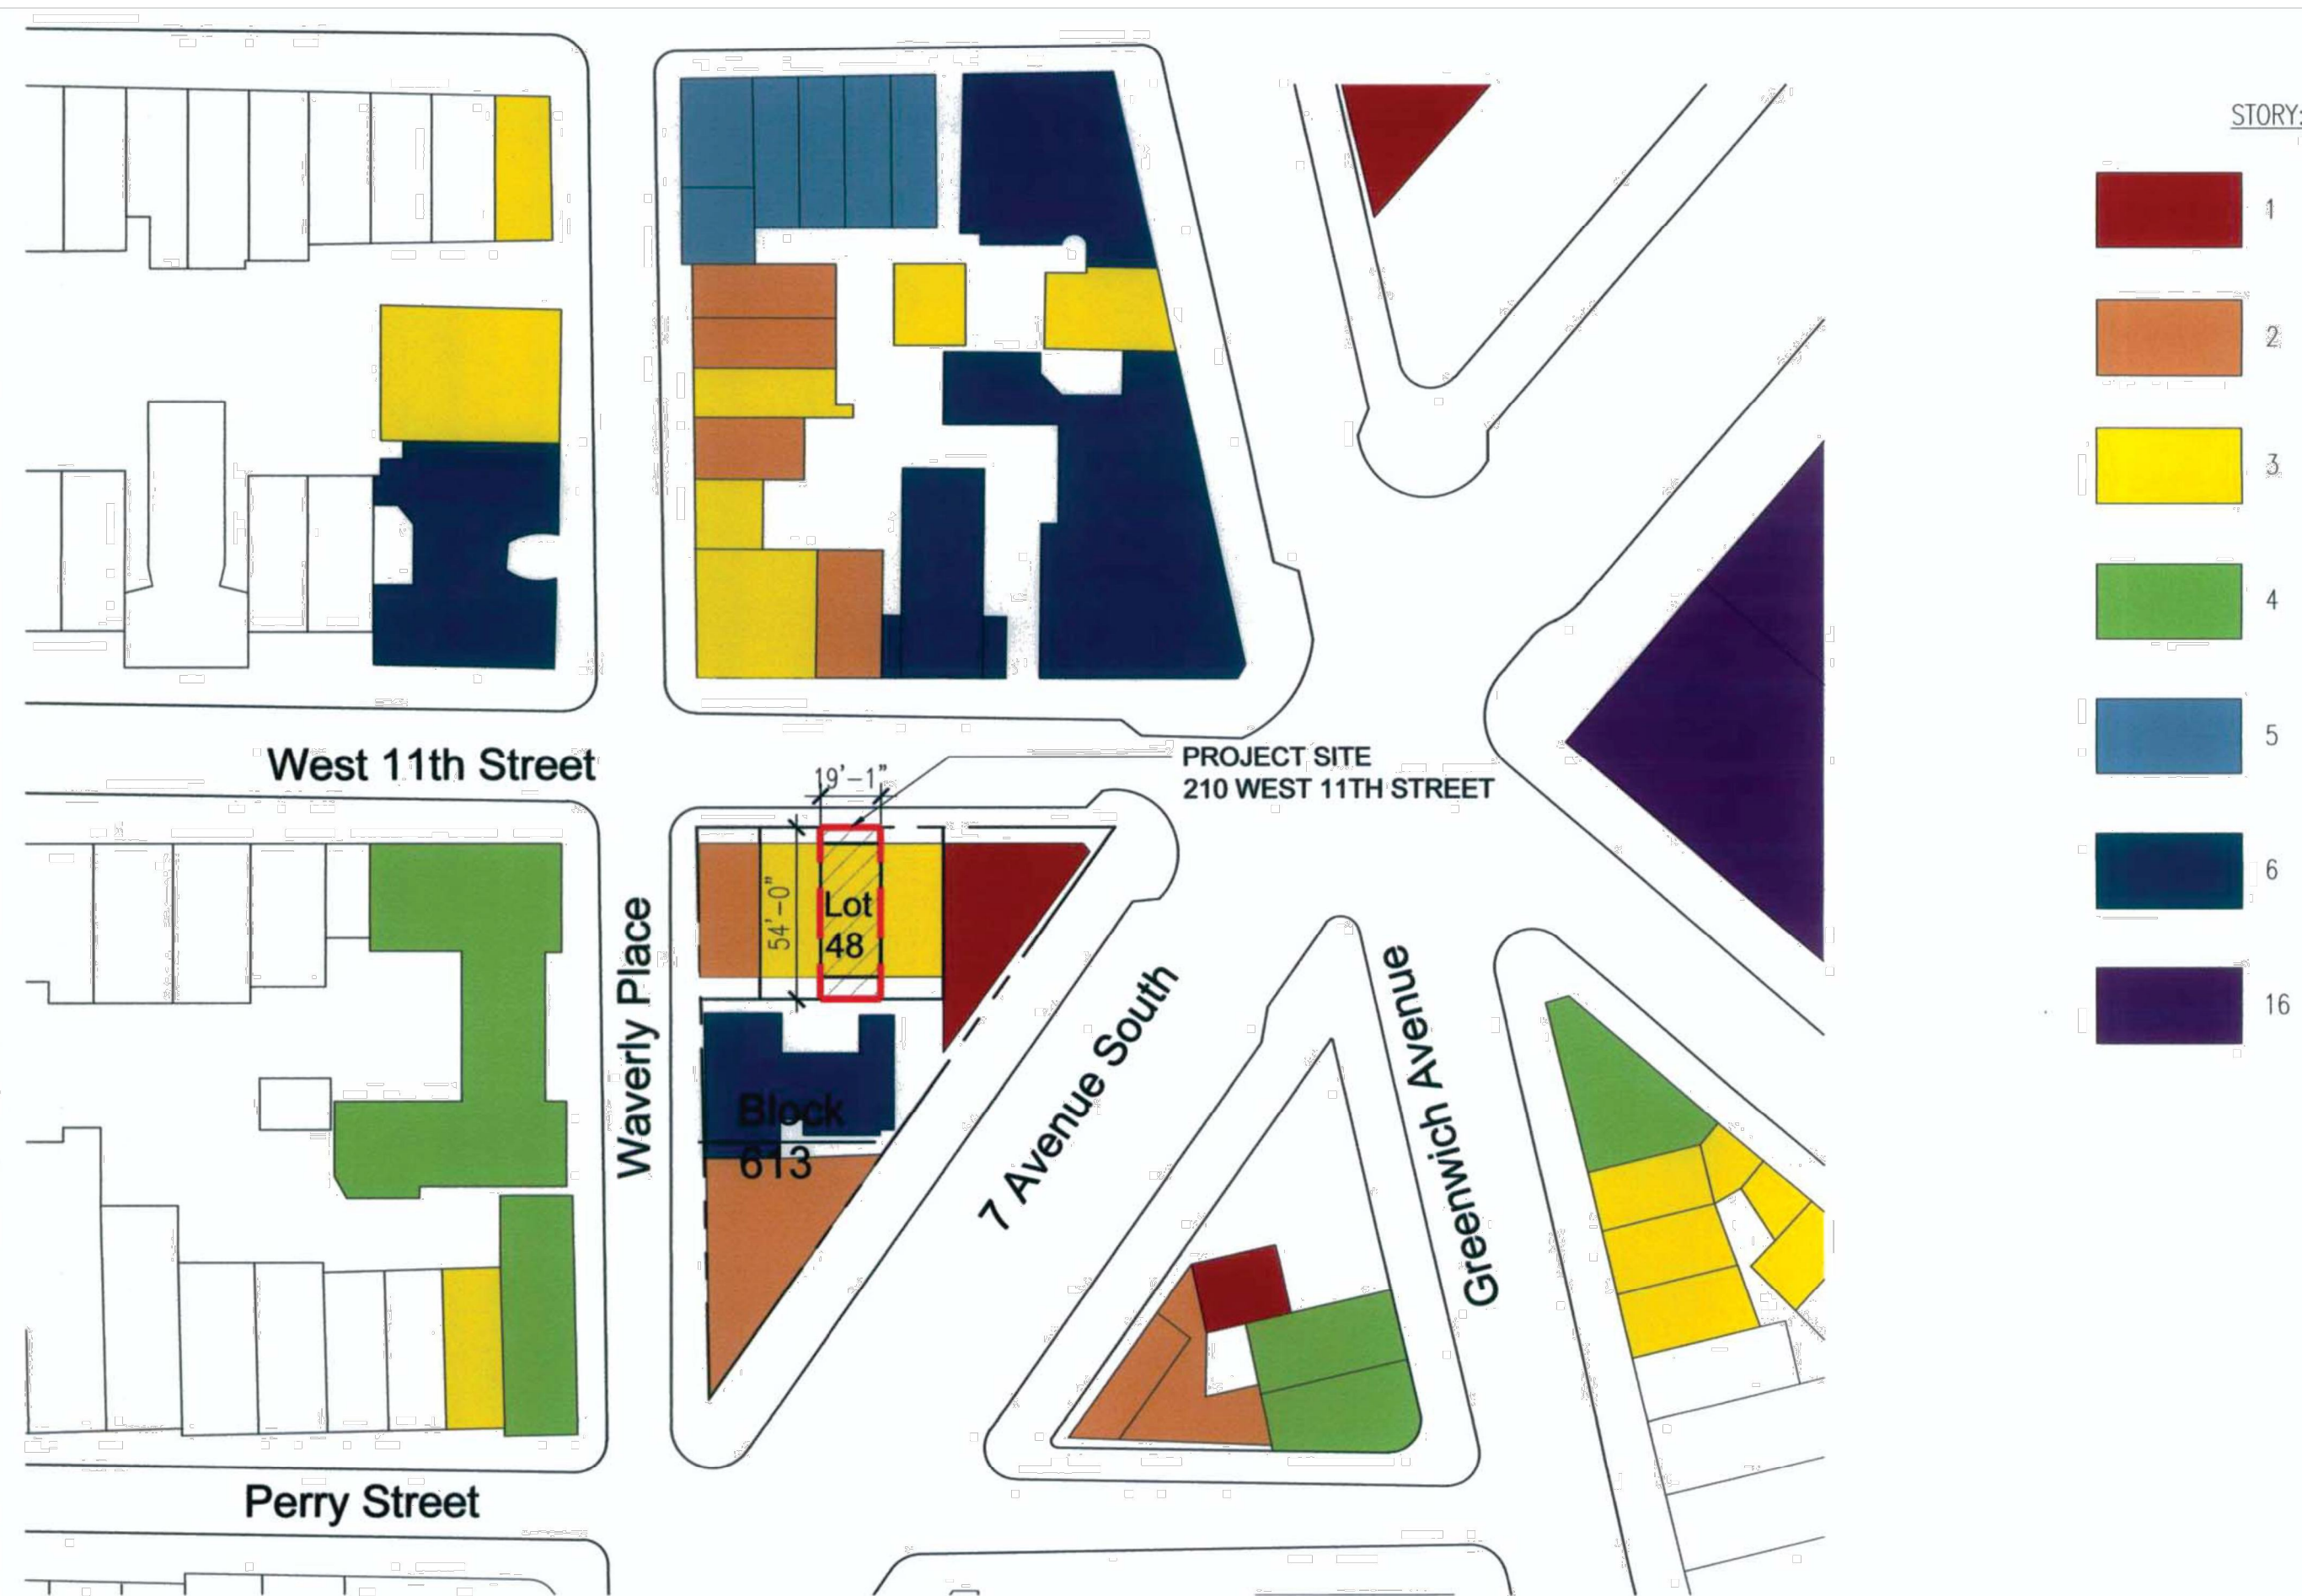 STORY:
1
2
3
4
5
6
16
West 11th Street
PROJECT SITE
210 WEST 11TH STREET
19'-1"
54'-0"
Lot
48
Waverly Place
Block
613
7 Avenue South
Greenwich Avenue
Perry Street